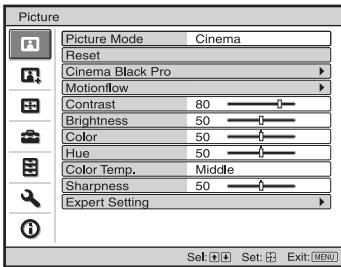 Picture
Picture Mode Cinema
Reset
Cinema Black Pro
Motionflow
Contrast 80
Brightness 50
Color 50
Hue 50
Color Temp. Middle
Sharpness 50
Expert Setting
Sel: Set: Exit: MENU